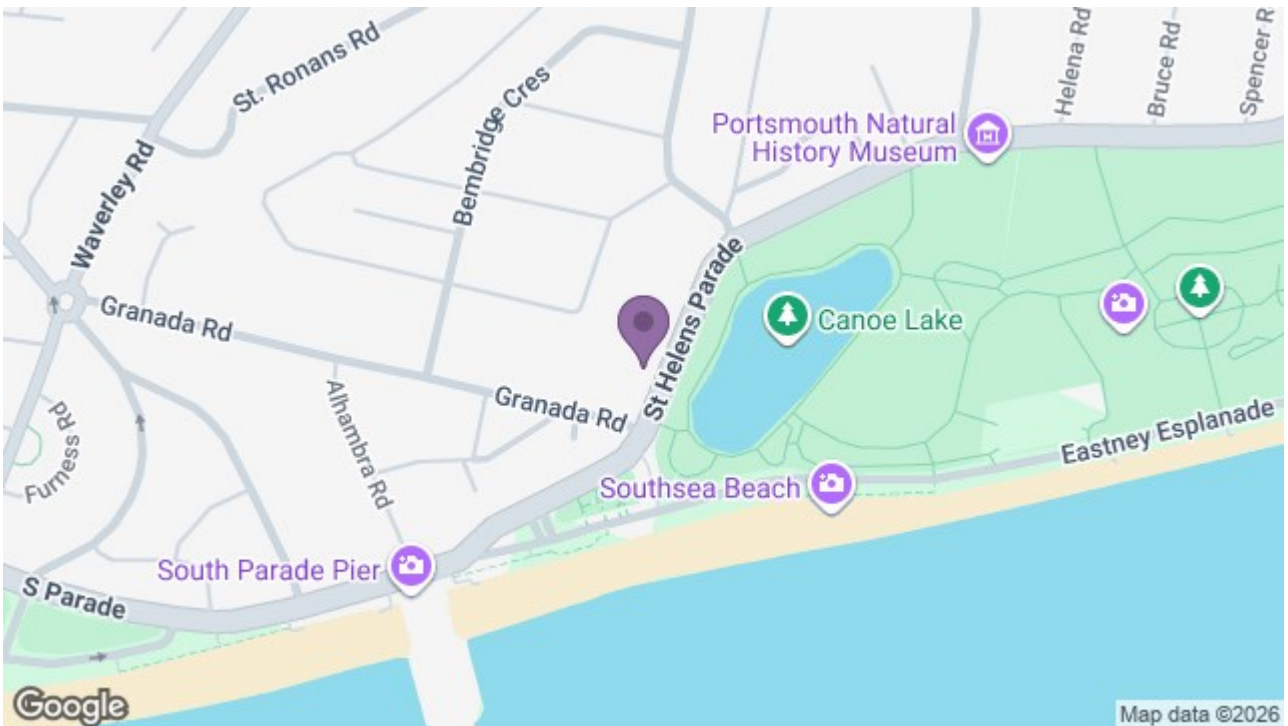 St. Ronans Rd
Bembridge Cres
Helena Rd
Bruce Rd
Portsmouth Natural
History Museum
Waverley Rd
St Helens Parade
Granada Rd
Canoe Lake
Granada Rd
Alhambra Rd
Furness Rd
Eastney Esplanade
Southsea Beach
South Parade Pier
S Parade
Google
Map data ©2026